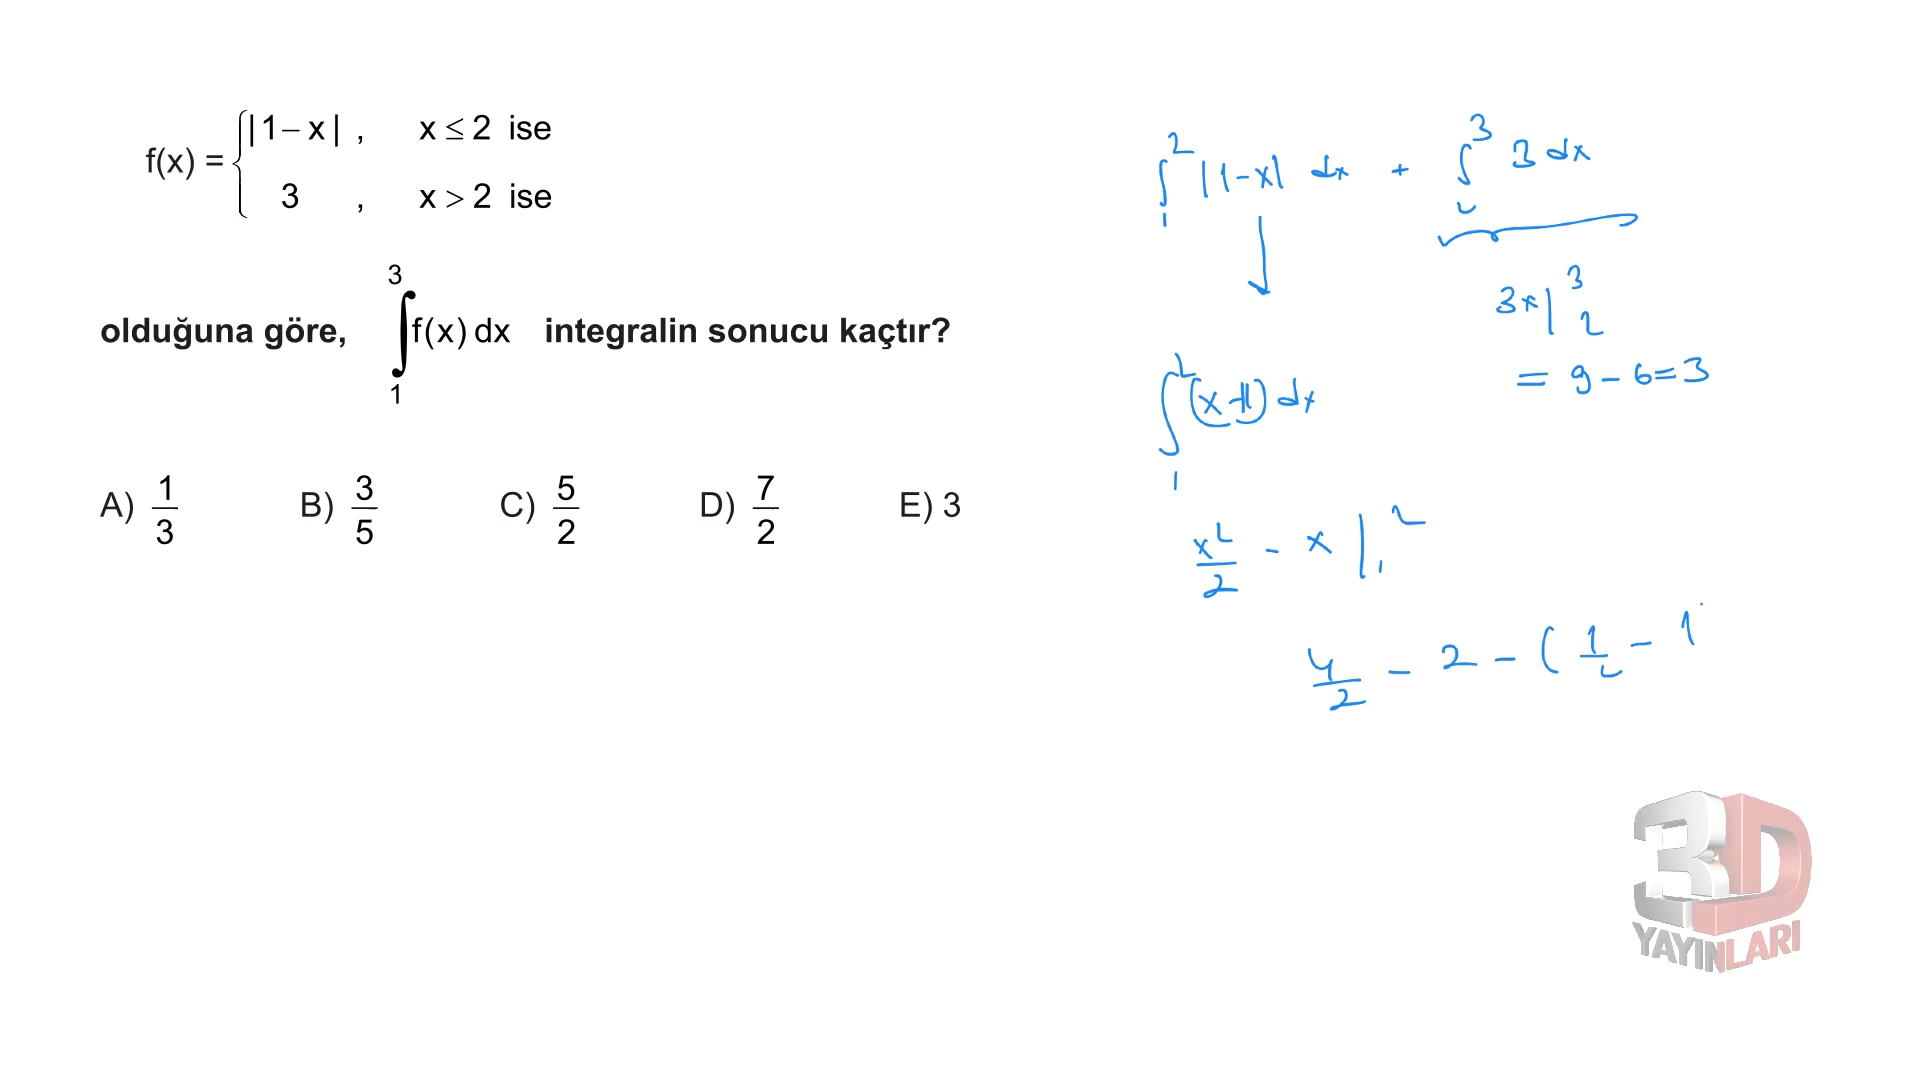 f(x) = { |1 – x| , x ≤ 2 ise
3 , x > 2 ise
olduğuna göre, ∫₁³ f(x) dx integralin sonucu kaçtır?
A) 1/3 B) 3/5 C) 5/2 D) 7/2 E) 3
∫₁² |1-x| dx + ∫₂³ 3 dx
3x |₂³
= 9 - 6 = 3
∫₁² (x-1) dx
x²/2 - x |₁²
4/2 - 2 - ( 1/2 - 1
3D
YAYINLARI